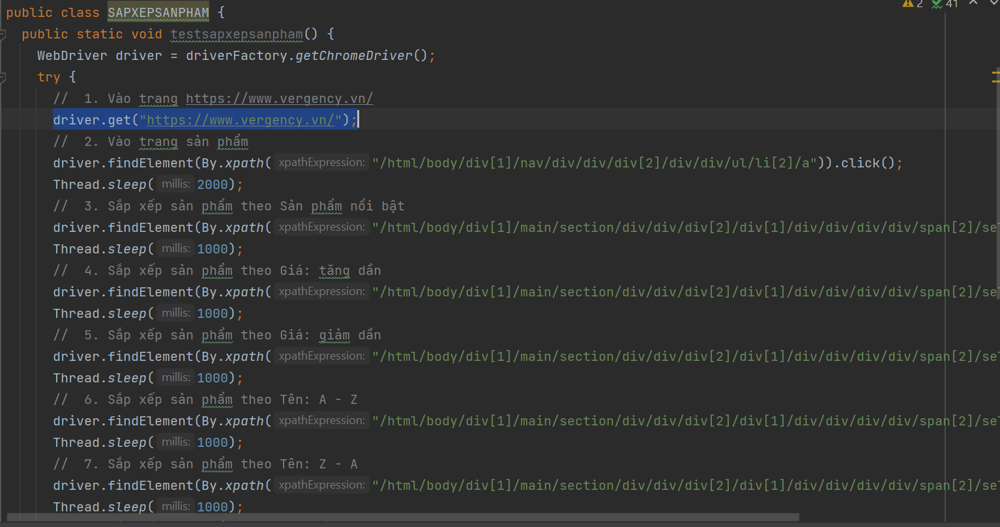 public class SAPXEPSANPHAM {
2 41
public static void testsapxepsanpham() {
WebDriver driver = driverFactory.getChromeDriver();
try {
//  1. Vào trang https://www.vergency.vn/
driver.get("https://www.vergency.vn/");
//  2. Vào trang sản phẩm
driver.findElement(By.xpath( xpathExpression: "/html/body/div[1]/nav/div/div/div[2]/div/div/ul/li[2]/a")).click();
Thread.sleep( millis: 2000);
//  3. Sắp xếp sản phẩm theo Sản phẩm nổi bật
driver.findElement(By.xpath( xpathExpression: "/html/body/div[1]/main/section/div/div/div[2]/div[1]/div/div/div/div/span[2]/se
Thread.sleep( millis: 1000);
//  4. Sắp xếp sản phẩm theo Giá: tăng dần
driver.findElement(By.xpath( xpathExpression: "/html/body/div[1]/main/section/div/div/div[2]/div[1]/div/div/div/div/span[2]/se
Thread.sleep( millis: 1000);
//  5. Sắp xếp sản phẩm theo Giá: giảm dần
driver.findElement(By.xpath( xpathExpression: "/html/body/div[1]/main/section/div/div/div[2]/div[1]/div/div/div/div/span[2]/se
Thread.sleep( millis: 1000);
//  6. Sắp xếp sản phẩm theo Tên: A - Z
driver.findElement(By.xpath( xpathExpression: "/html/body/div[1]/main/section/div/div/div[2]/div[1]/div/div/div/div/span[2]/se
Thread.sleep( millis: 1000);
//  7. Sắp xếp sản phẩm theo Tên: Z - A
driver.findElement(By.xpath( xpathExpression: "/html/body/div[1]/main/section/div/div/div[2]/div[1]/div/div/div/div/span[2]/se
Thread.sleep( millis: 1000);